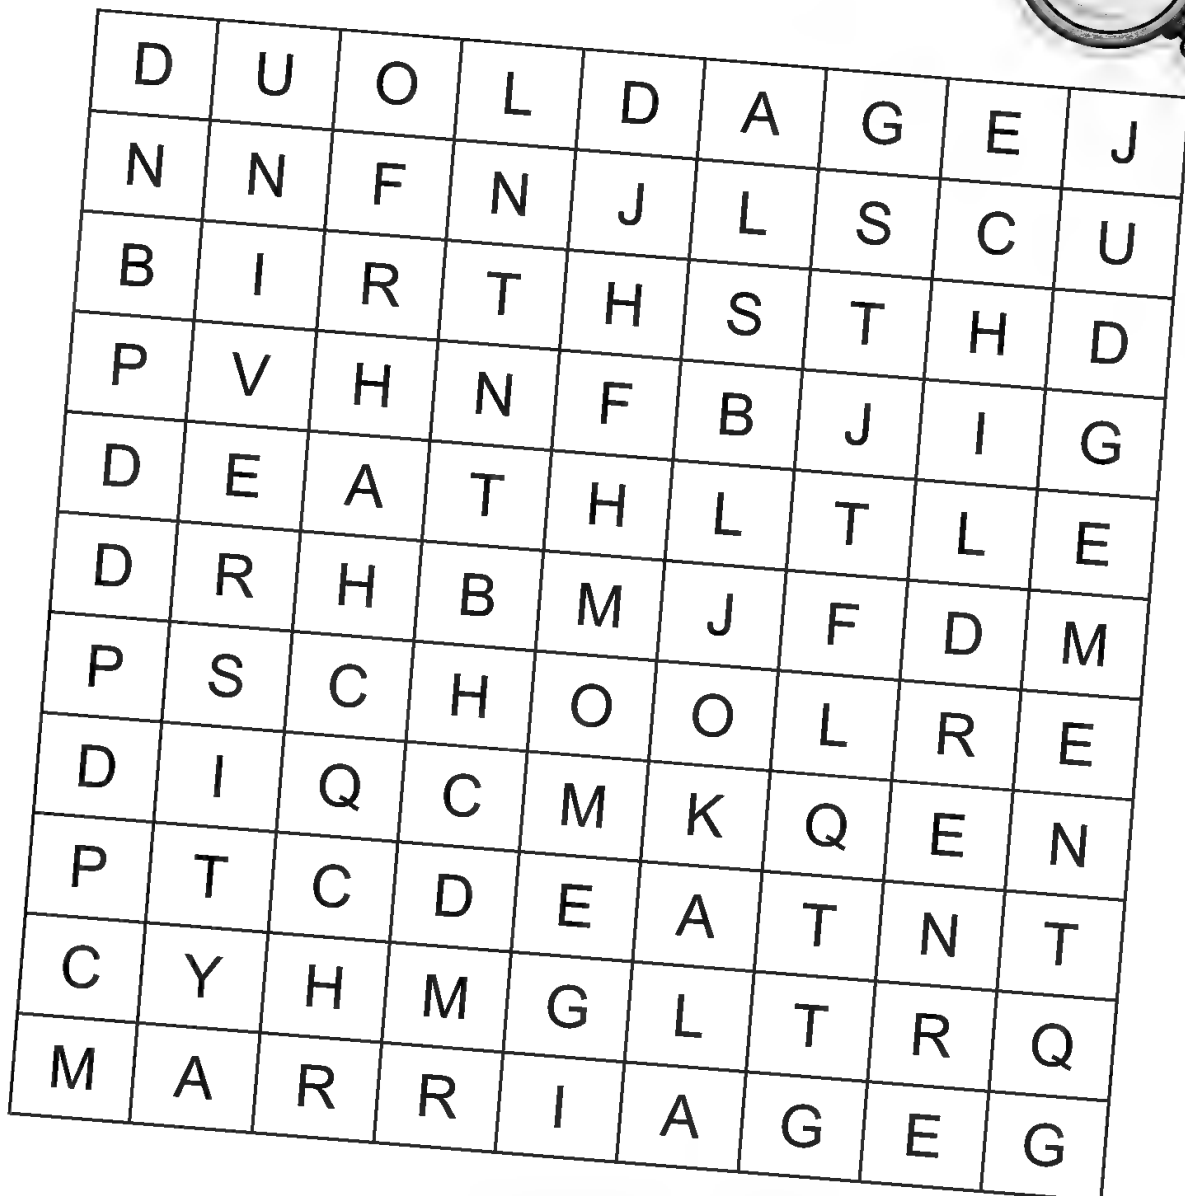 D U O L D A G E J
N N F N J L S C U
B I R T H S T H D
P V H N F B J I G
D E A T H L T L E
D R H B M J F D M
P S C H O O L R E
D I Q C M K Q E N
P T C D E A T N T
C Y H M G L T R Q
M A R R I A G E G